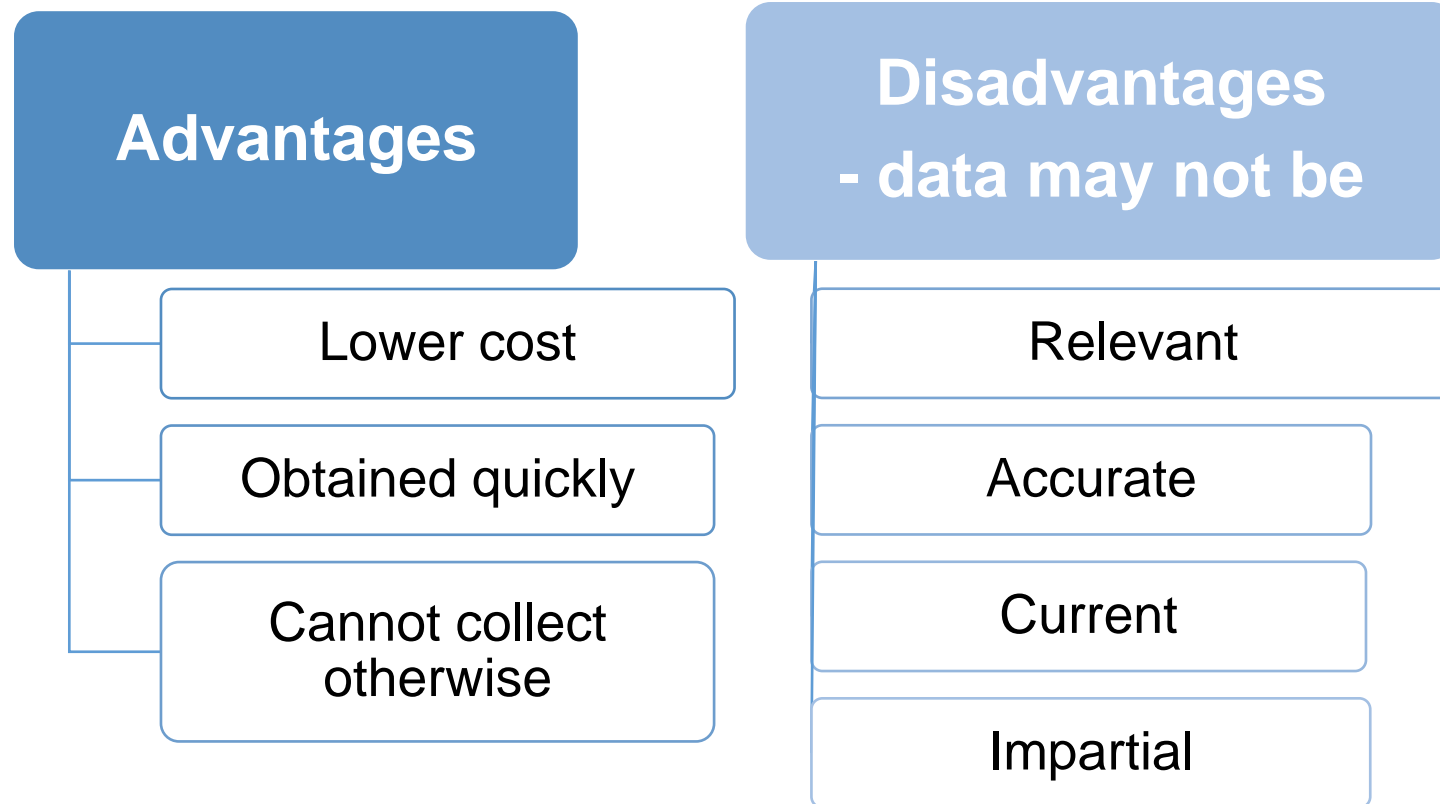 Advantages
Lower cost
Obtained quickly
Cannot collect
otherwise
Disadvantages
- data may not be
Relevant
Accurate
Current
Impartial